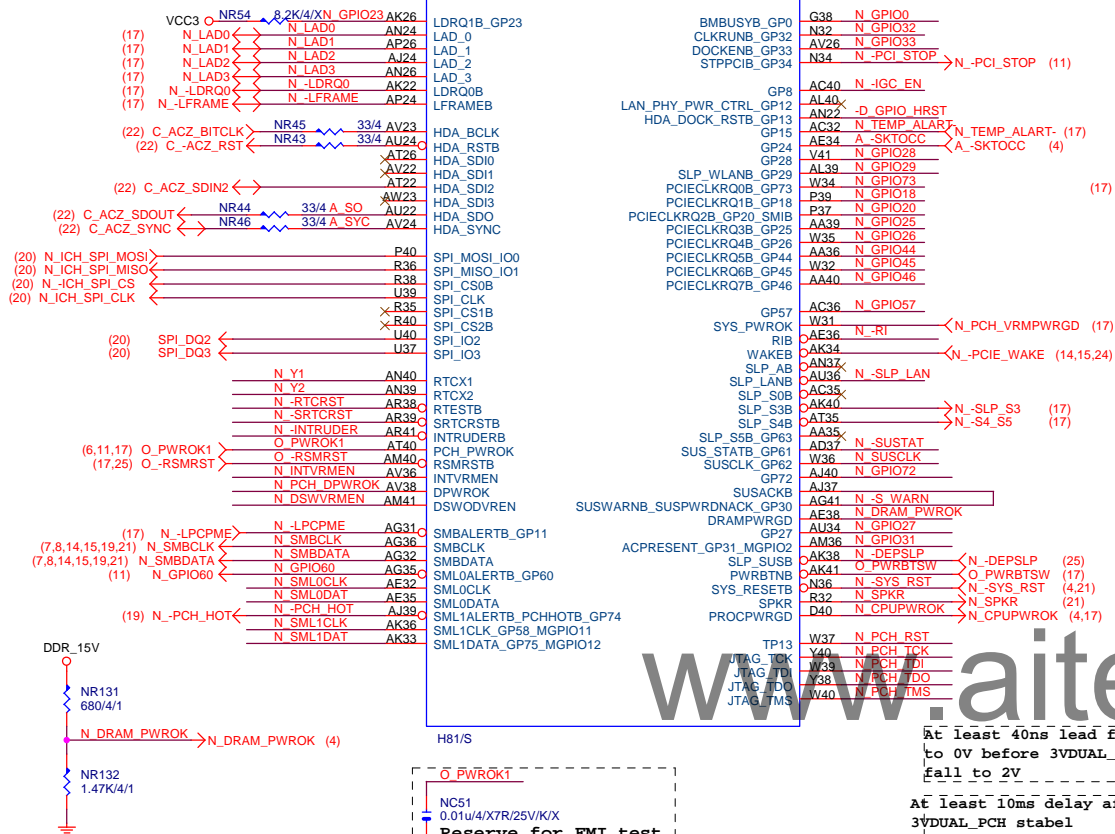 VCC3 NR54 8.2K/4/X N_GPIO23 AK26 LDRQ1B_GP23
(17) N_LAD0 N_LAD0 AN24 LAD_0
(17) N_LAD1 N_LAD1 AP26 LAD_1
(17) N_LAD2 N_LAD2 AJ24 LAD_2
(17) N_LAD3 N_LAD3 AN26 LAD_3
(17) N_-LDRQ0 N_-LDRQ0 AK22 LDRQ0B
(17) N_-LFRAME N_-LFRAME AP24 LFRAMEB
(22) C_ACZ_BITCLK NR45 33/4 AV23 HDA_BCLK
(22) C_-ACZ_RST NR43 33/4 AU24 HDA_RSTB
AT26 HDA_SDI0
AV22 HDA_SDI1
(22) C_ACZ_SDIN2 AT22 HDA_SDI2
AW23 HDA_SDI3
(22) C_ACZ_SDOUT NR44 33/4 A_SO AU22 HDA_SDO
(22) C_ACZ_SYNC NR46 33/4 A_SYC AV24 HDA_SYNC
(20) N_ICH_SPI_MOSI P40 SPI_MOSI_IO0
(20) N_ICH_SPI_MISO R36 SPI_MISO_IO1
(20) N_-ICH_SPI_CS R38 SPI_CS0B
(20) N_ICH_SPI_CLK U39 SPI_CLK
R35 SPI_CS1B
R40 SPI_CS2B
(20) SPI_DQ2 U40 SPI_IO2
(20) SPI_DQ3 U37 SPI_IO3
N_Y1 AN40 RTCX1
N_Y2 AN39 RTCX2
N_-RTCRST AR38 RTESTB
N_-SRTCRST AR39 SRTCRSTB
N_-INTRUDER AR41 INTRUDERB
(6,11,17) O_PWROK1 O_PWROK1 AT40 PCH_PWROK
(17,25) O_-RSMRST O_-RSMRST AM40 RSMRSTB
N_INTVRMEN AV36 INTVRMEN
N_PCH_DPWROK AV38 DPWROK
N_DSWVRMEN AM41 DSWODVREN
(17) N_-LPCPME N_-LPCPME AG31 SMBALERTB_GP11
(7,8,14,15,19,21) N_SMBCLK N_SMBCLK AG36 SMBCLK
(7,8,14,15,19,21) N_SMBDATA N_SMBDATA AG32 SMBDATA
(11) N_GPIO60 N_GPIO60 AG35 SML0ALERTB_GP60
N_SML0CLK AE32 SML0CLK
N_SML0DAT AE35 SML0DATA
(19) N_-PCH_HOT N_-PCH_HOT AJ39 SML1ALERTB_PCHHOTB_GP74
N_SML1CLK AK36 SML1CLK_GP58_MGPIO11
N_SML1DAT AK33 SML1DATA_GP75_MGPIO12
BMBUSYB_GP0 G38 N_GPIO0
CLKRUNB_GP32 N32 N_GPIO32
DOCKENB_GP33 AV26 N_GPIO33
STPPCIB_GP34 N34 N_-PCI_STOP N_-PCI_STOP (11)
GP8 AC40 N_-IGC_EN
LAN_PHY_PWR_CTRL_GP12 AL40
HDA_DOCK_RSTB_GP13 AN22 -D_GPIO_HRST
GP15 AC32 N_TEMP_ALART- N_TEMP_ALART- (17)
GP24 AE34 A_-SKTOCC A_-SKTOCC (4)
GP28 V41 N_GPIO28
SLP_WLANB_GP29 AL39 N_GPIO29
PCIECLKRQ0B_GP73 W34 N_GPIO73 (17)
PCIECLKRQ1B_GP18 P39 N_GPIO18
PCIECLKRQ2B_GP20_SMIB P37 N_GPIO20
PCIECLKRQ3B_GP25 AA39 N_GPIO25
PCIECLKRQ4B_GP26 W35 N_GPIO26
PCIECLKRQ5B_GP44 AA36 N_GPIO44
PCIECLKRQ6B_GP45 W32 N_GPIO45
PCIECLKRQ7B_GP46 AA40 N_GPIO46
GP57 AC36 N_GPIO57
SYS_PWROK W31 N_PCH_VRMPWRGD (17)
RIB AE36 N_-RI
WAKEB AK34 N_-PCIE_WAKE (14,15,24)
SLP_AB AN37
SLP_LANB AU36 N_-SLP_LAN
SLP_S0B AC35
SLP_S3B AK40 N_-SLP_S3 (17)
SLP_S4B AT35 N_-S4_S5 (17)
SLP_S5B_GP63 AA35
SUS_STATB_GP61 AD37 N_-SUSTAT
SUSCLK_GP62 W36 N_SUSCLK
GP72 AJ40 N_GPIO72
SUSACKB AJ37
SUSWARNB_SUSPWRDNACK_GP30 AG41 N_-S_WARN
DRAMPWRGD AE38 N_DRAM_PWROK
GP27 AU34 N_GPIO27
ACPRESENT_GP31_MGPIO2 AM36 N_GPIO31
SLP_SUSB AK38 N_-DEPSLP N_-DEPSLP (25)
PWRBTNB AK41 O_PWRBTSW O_PWRBTSW (17)
SYS_RESETB N36 N_-SYS_RST N_-SYS_RST (4,21)
SPKR R32 N_SPKR N_SPKR (21)
PROCPWRGD D40 N_CPUPWROK N_CPUPWROK (4,17)
TP13 W37 N_PCH_RST
JTAG_TCK Y40 N_PCH_TCK
JTAG_TDI W39 N_PCH_TDI
JTAG_TDO Y38 N_PCH_TDO
JTAG_TMS W40 N_PCH_TMS
www.aite
H81/S
DDR_15V
NR131
680/4/1
N_DRAM_PWROK N_DRAM_PWROK (4)
NR132
1.47K/4/1
O_PWROK1
NC51
0.01u/4/X7R/25V/K/X
Reserve for EMI test
At least 40ns lead f
to 0V before 3VDUAL_
fall to 2V
At least 10ms delay a
3VDUAL_PCH stabel